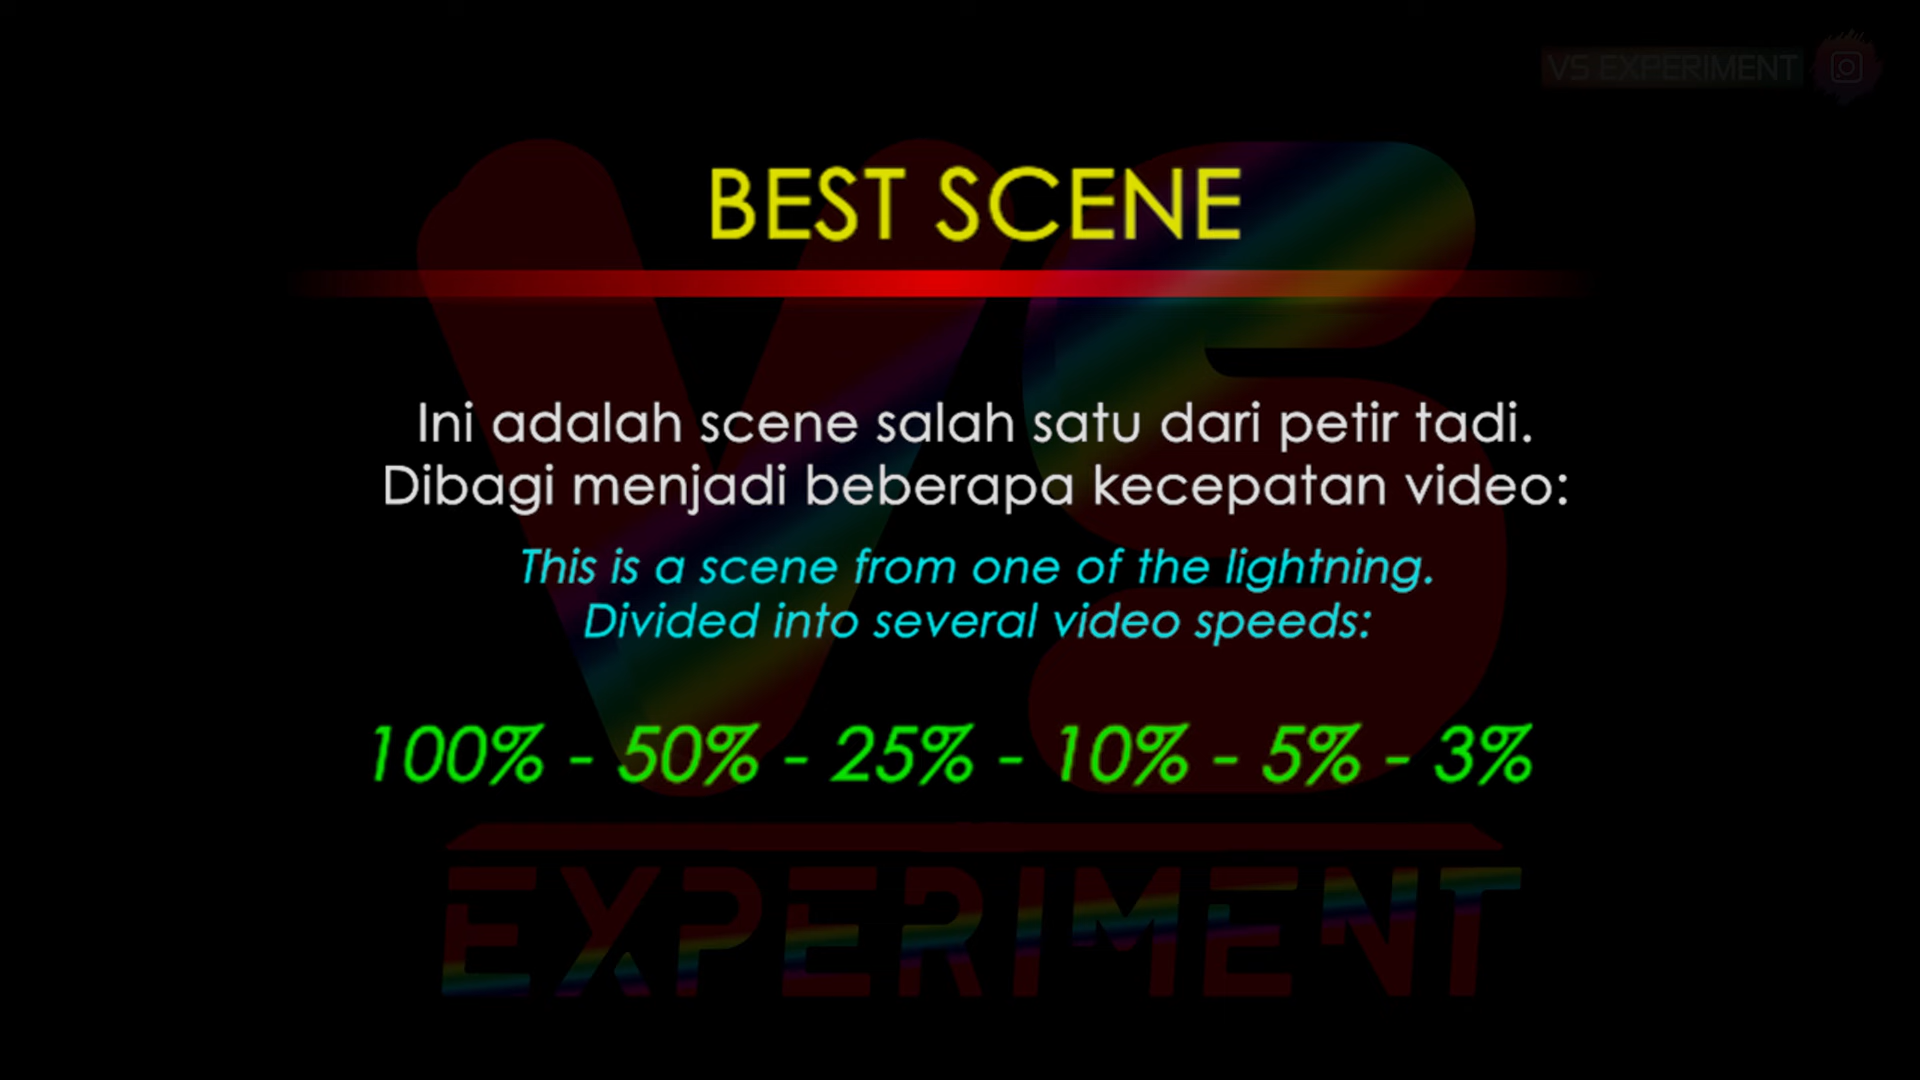 VS EXPERIMENT
BEST SCENE
Ini adalah scene salah satu dari petir tadi.
Dibagi menjadi beberapa kecepatan video:
This is a scene from one of the lightning.
Divided into several video speeds:
100% - 50% - 25% - 10% - 5% - 3%
VS
EXPERIMENT